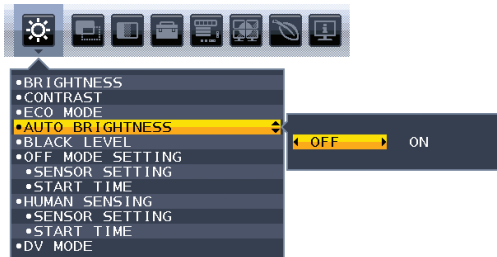 •BRIGHTNESS
•CONTRAST
•ECO MODE
•AUTO BRIGHTNESS
OFF ON
•BLACK LEVEL
•OFF MODE SETTING
•SENSOR SETTING
•START TIME
•HUMAN SENSING
•SENSOR SETTING
•START TIME
•DV MODE